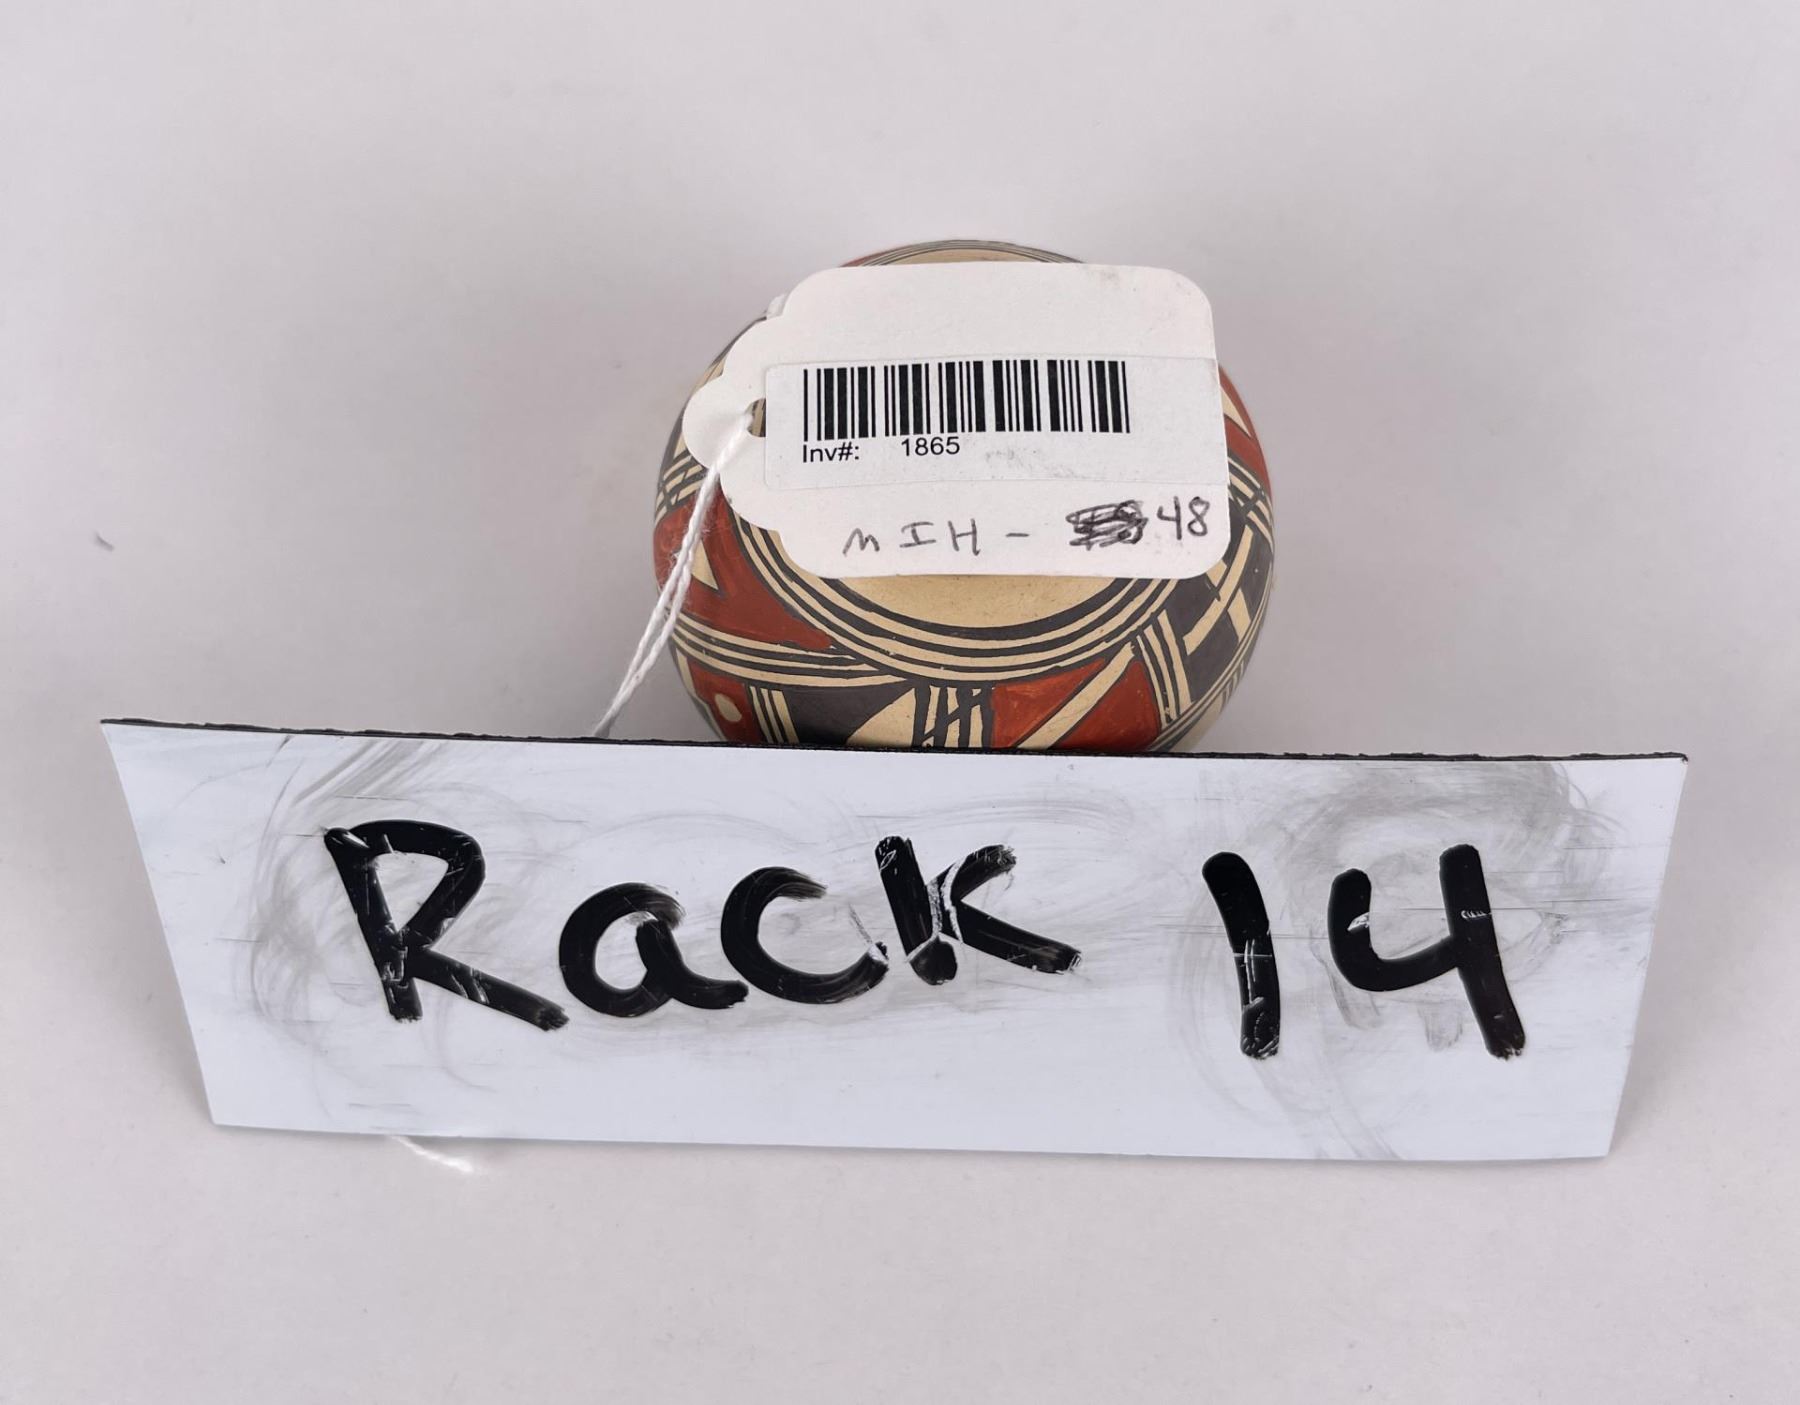 Inv#: 1865
MIH - 48
Rack 14